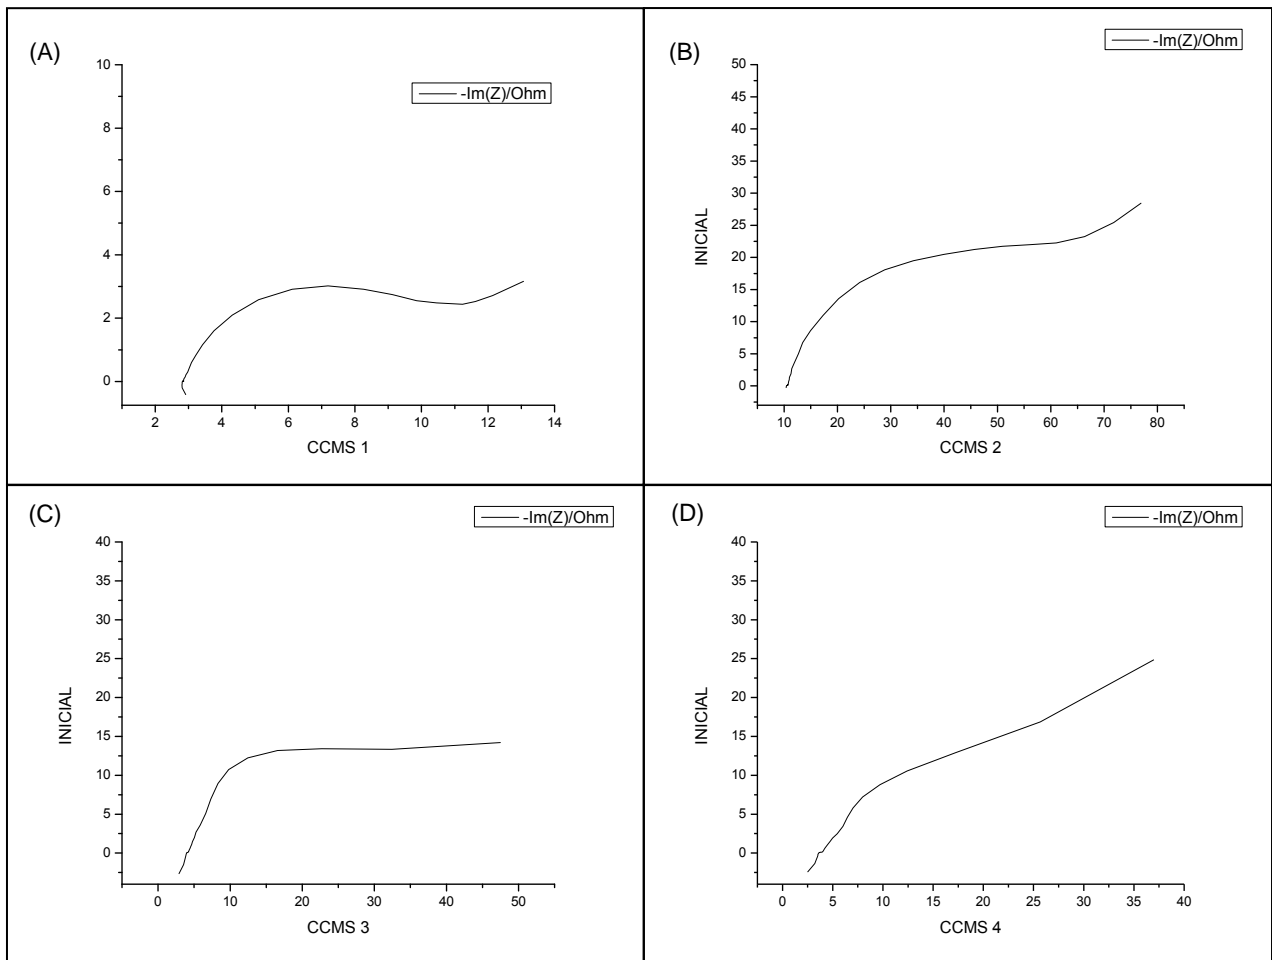 (A)
-Im(Z)/Ohm
10
8
6
4
2
0
2 4 6 8 10 12 14
CCMS 1
(B)
-Im(Z)/Ohm
INICIAL
50
45
40
35
30
25
20
15
10
5
0
10 20 30 40 50 60 70 80
CCMS 2
(C)
-Im(Z)/Ohm
INICIAL
40
35
30
25
20
15
10
5
0
0 10 20 30 40 50
CCMS 3
(D)
-Im(Z)/Ohm
INICIAL
40
35
30
25
20
15
10
5
0
0 5 10 15 20 25 30 35 40
CCMS 4